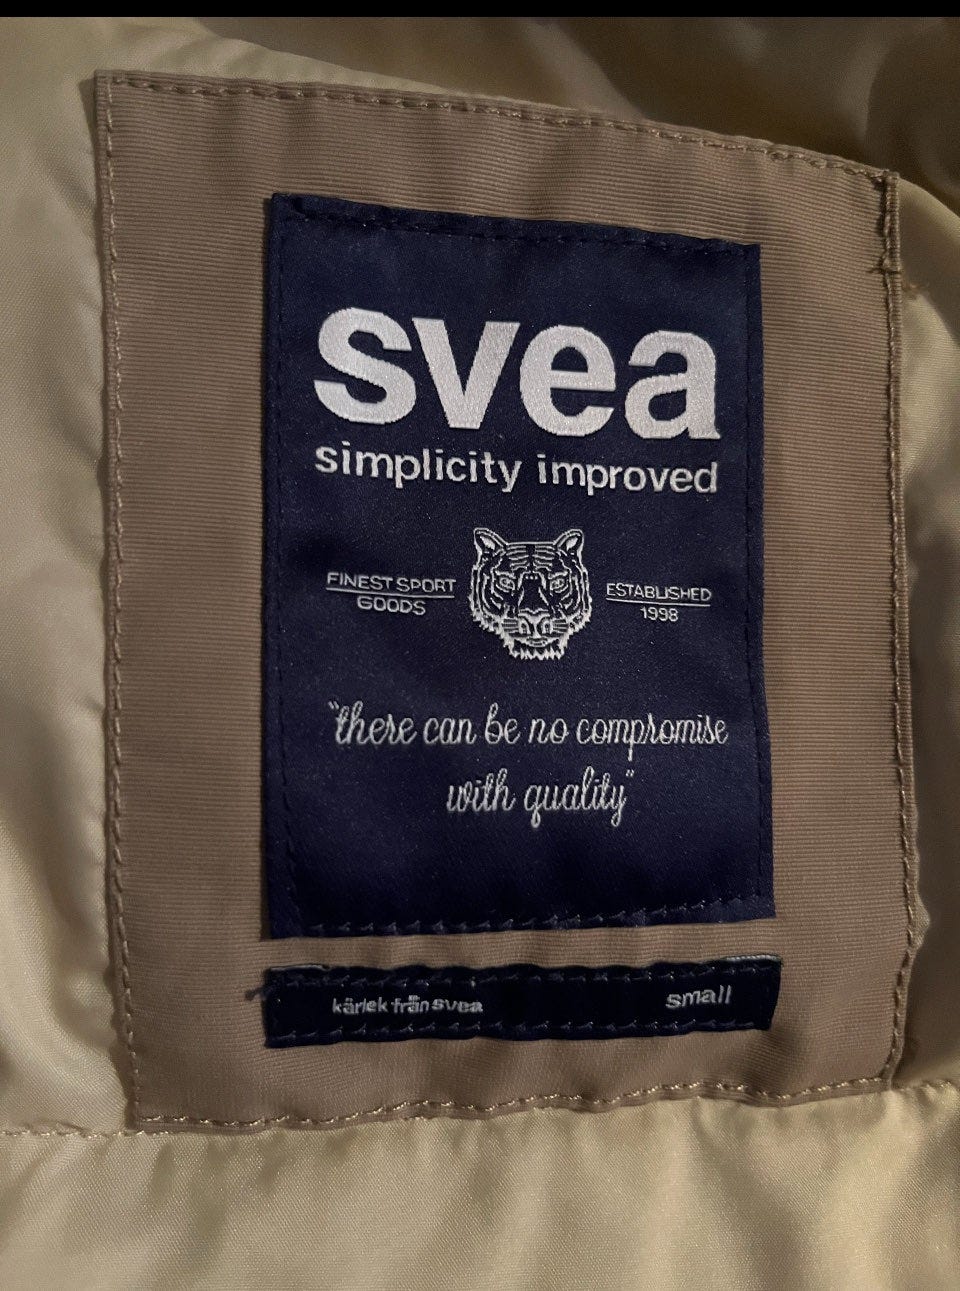 svea
simplicity improved
FINEST SPORT
GOODS
ESTABLISHED
1998
"there can be no compromise
with quality"
kärlek från svea
small